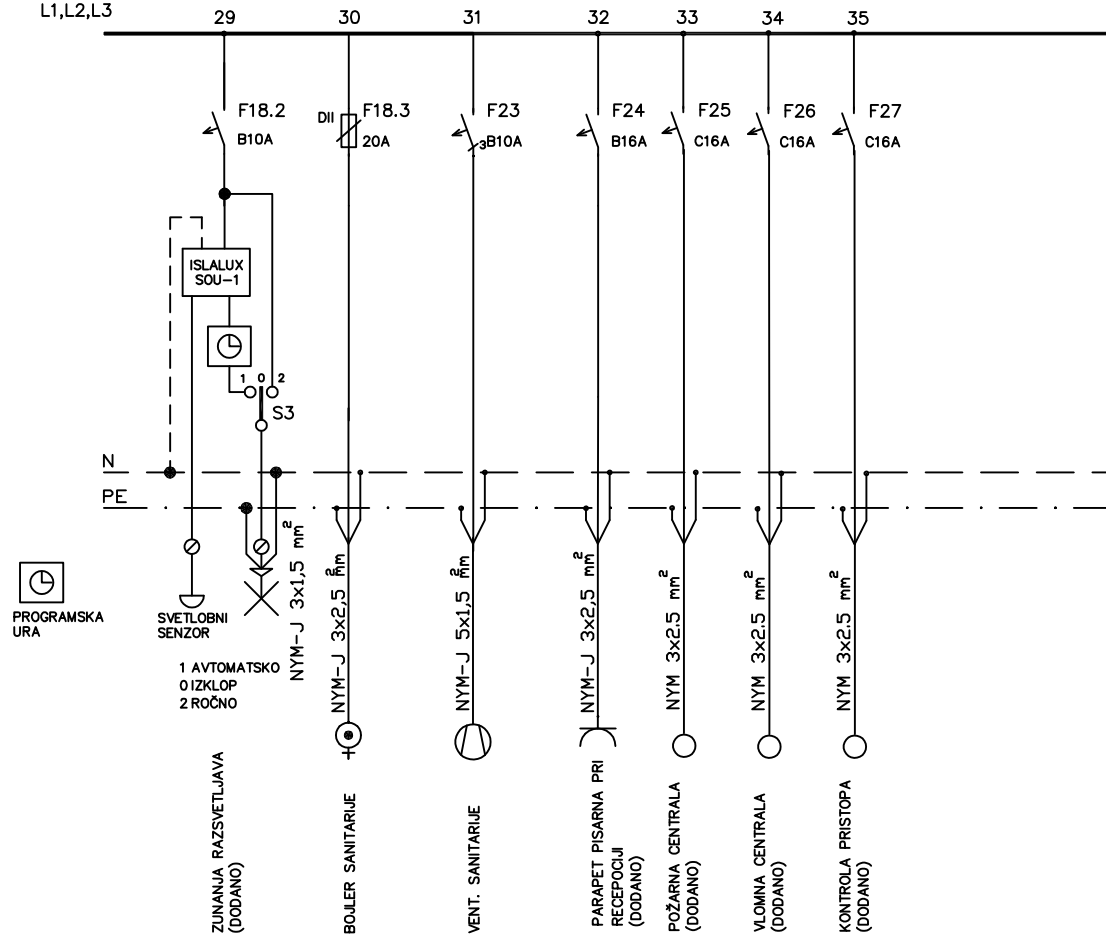 L1,L2,L3
29
30
31
32
33
34
35
F18.2
B10A
DII
F18.3
20A
F23
3
B10A
F24
B16A
F25
C16A
F26
C16A
F27
C16A
ISLALUX
SOU-1
1 0 2
S3
N
PE
NYM-J 3x1,5 mm²
NYM-J 3x2,5 mm²
NYM-J 5x1,5 mm²
NYM-J 3x2,5 mm²
NYM 3x2.5 mm²
NYM 3x2.5 mm²
NYM 3x2.5 mm²
PROGRAMSKA
URA
SVETLOBNI
SENZOR
1 AVTOMATSKO
0 IZKLOP
2 ROČNO
ZUNANJA RAZSVETLJAVA
(DODANO)
BOJLER SANITARIJE
VENT. SANITARIJE
PARAPET PISARNA PRI
RECEPOCIJI
(DODANO)
POŽARNA CENTRALA
(DODANO)
VLOMNA CENTRALA
(DODANO)
KONTROLA PRISTOPA
(DODANO)